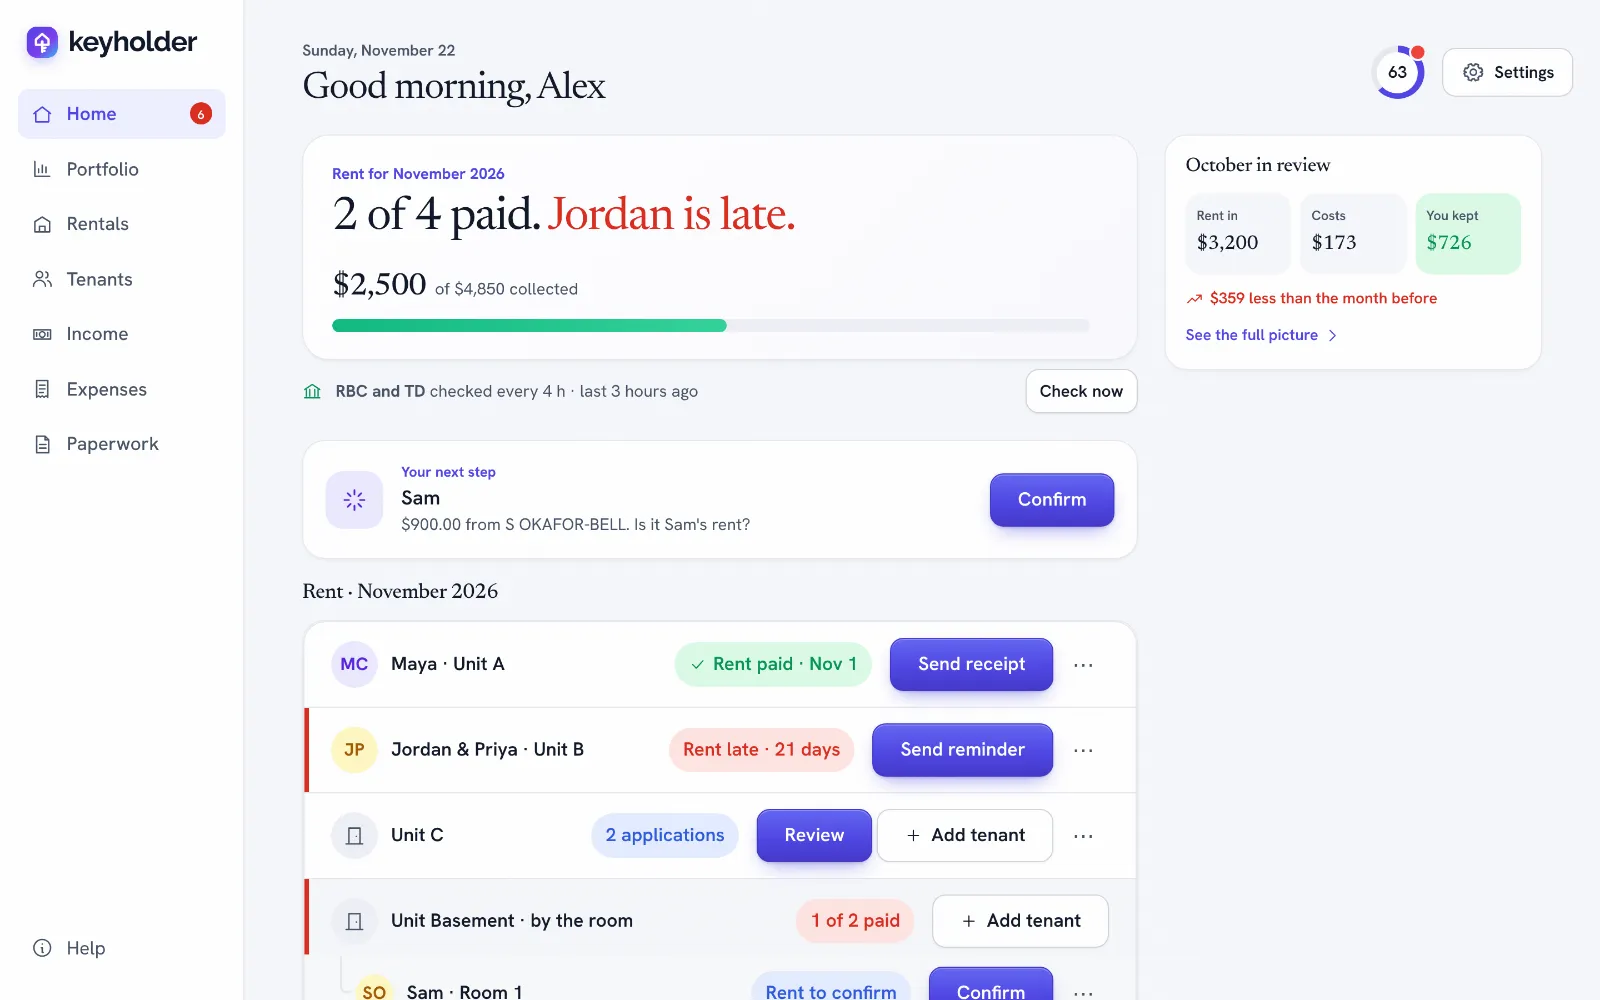 keyholder
Home
6
Portfolio
Rentals
Tenants
Income
Expenses
Paperwork
Help
Sunday, November 22
Good morning, Alex
63
Settings
Rent for November 2026
2 of 4 paid. Jordan is late.
$2,500 of $4,850 collected
RBC and TD checked every 4 h · last 3 hours ago
Check now
Your next step
Sam
$900.00 from S OKAFOR-BELL. Is it Sam's rent?
Confirm
Rent · November 2026
MC Maya · Unit A Rent paid · Nov 1 Send receipt ...
JP Jordan & Priya · Unit B Rent late · 21 days Send reminder ...
Unit C 2 applications Review + Add tenant ...
Unit Basement · by the room 1 of 2 paid + Add tenant
SO Sam · Room 1 Rent to confirm Confirm ...
October in review
Rent in
$3,200
Costs
$173
You kept
$726
$359 less than the month before
See the full picture